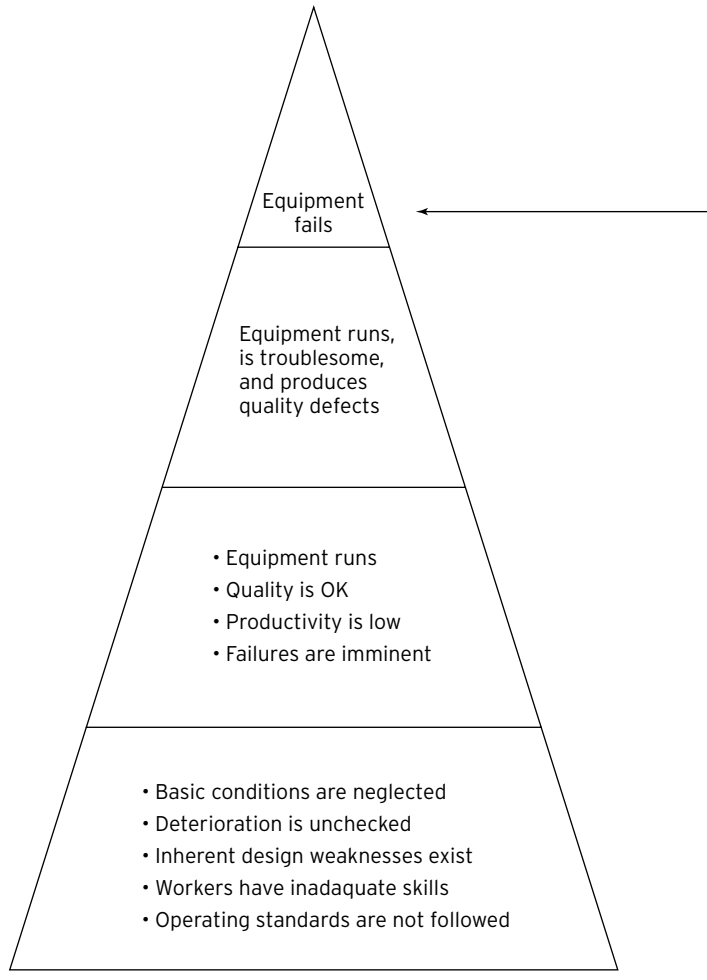 Equipment
fails
Equipment runs,
is troublesome,
and produces
quality defects
• Equipment runs
• Quality is OK
• Productivity is low
• Failures are imminent
• Basic conditions are neglected
• Deterioration is unchecked
• Inherent design weaknesses exist
• Workers have inadaquate skills
• Operating standards are not followed